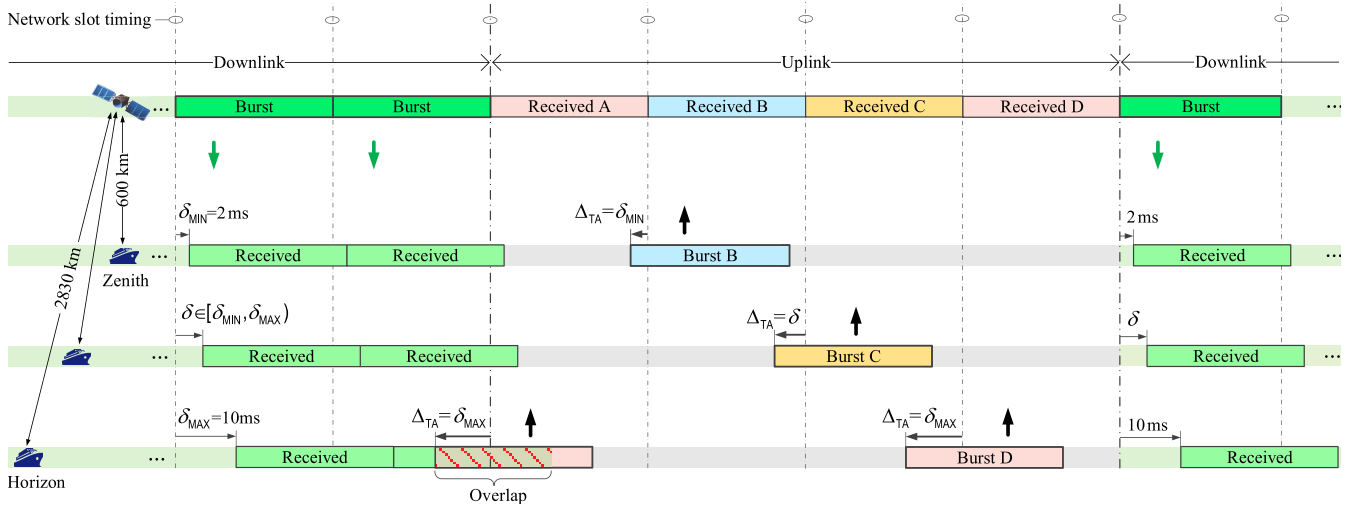 Network slot timing
Downlink
Uplink
Downlink
...
Burst
Burst
Received A
Received B
Received C
Received D
Burst
...
600 km
2830 km
δMIN=2 ms
ΔTA=δMIN
2 ms
...
Received
Received
Burst B
Received
...
Zenith
δ∈[δMIN, δMAX)
ΔTA=δ
δ
...
Received
Received
Burst C
Received
...
δMAX=10ms
ΔTA=δMAX
ΔTA=δMAX
10 ms
...
Received
Burst D
Received
Horizon
Overlap